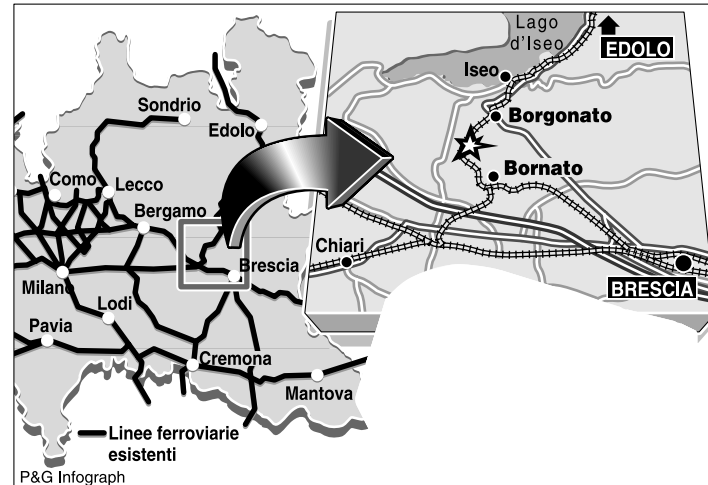 Sondrio
Edolo
Como
Lecco
Bergamo
Brescia
Milano
Lodi
Pavia
Cremona
Mantova
Linee ferroviarie
esistenti
P&G Infograph
Lago
d'Iseo
EDOLO
Iseo
Borgonato
Bornato
Chiari
BRESCIA